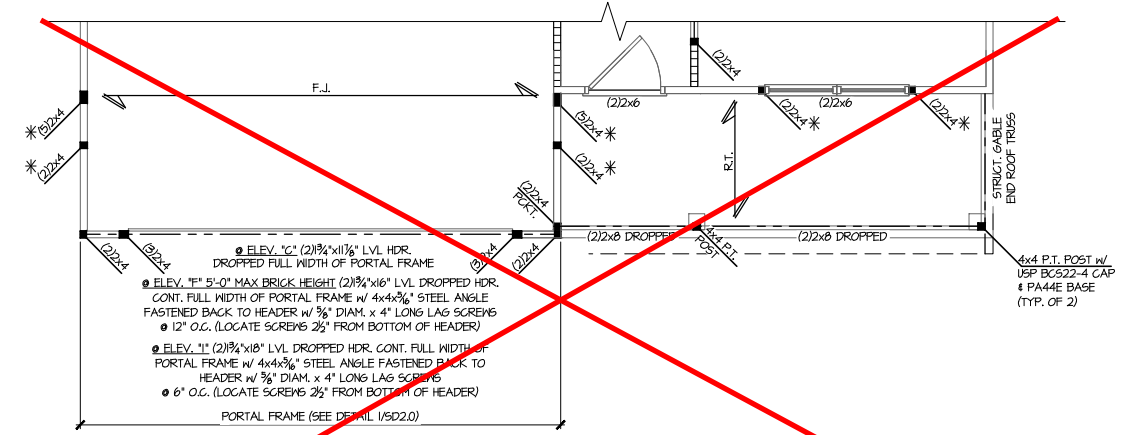 (2)2x4
F.J.
(2)2x6
(2)2x6
(5)2x4
(5)2x4
(2)2x4
(2)2x4
(2)2x4
(2)2x4
R.T.
STRUCT. GABLE
END ROOF TRUSS
(2)2x4
PCKT.
(2)2x8 DROPPED
4x4 P.T.
POST
(2)2x8 DROPPED
(2)2x4
(3)2x4
(3)2x4
(2)2x4
@ ELEV. "C" (2)1¾"x11⅞" LVL HDR.
DROPPED FULL WIDTH OF PORTAL FRAME
@ ELEV. "F" 5'-0" MAX BRICK HEIGHT (2)1¾"x16" LVL DROPPED HDR.
CONT. FULL WIDTH OF PORTAL FRAME w/ 4x4x5/16" STEEL ANGLE
FASTENED BACK TO HEADER w/ ⅝" DIAM. x 4" LONG LAG SCREWS
@ 12" O.C. (LOCATE SCREWS 2½" FROM BOTTOM OF HEADER)
@ ELEV. "I" (2)1¾"x18" LVL DROPPED HDR. CONT. FULL WIDTH OF
PORTAL FRAME w/ 4x4x5/16" STEEL ANGLE FASTENED BACK TO
HEADER w/ ⅝" DIAM. x 4" LONG LAG SCREWS
@ 6" O.C. (LOCATE SCREWS 2½" FROM BOTTOM OF HEADER)
PORTAL FRAME (SEE DETAIL 1/SD2.0)
4x4 P.T. POST w/
USP BCS22-4 CAP
& PA44E BASE
(TYP. OF 2)